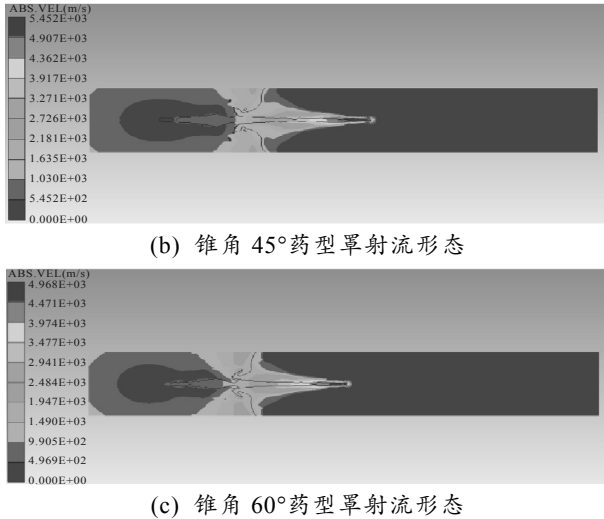 ABS.VEL(m/s)
5.452E+03
4.907E+03
4.362E+03
3.917E+03
3.271E+03
2.726E+03
2.181E+03
1.635E+03
1.030E+03
5.452E+02
0.000E+00
(b) 锥角 45°药型罩射流形态
ABS.VEL(m/s)
4.968E+03
4.471E+03
3.974E+03
3.477E+03
2.941E+03
2.484E+03
1.947E+03
1.490E+03
9.905E+02
4.969E+02
0.000E+00
(c) 锥角 60°药型罩射流形态